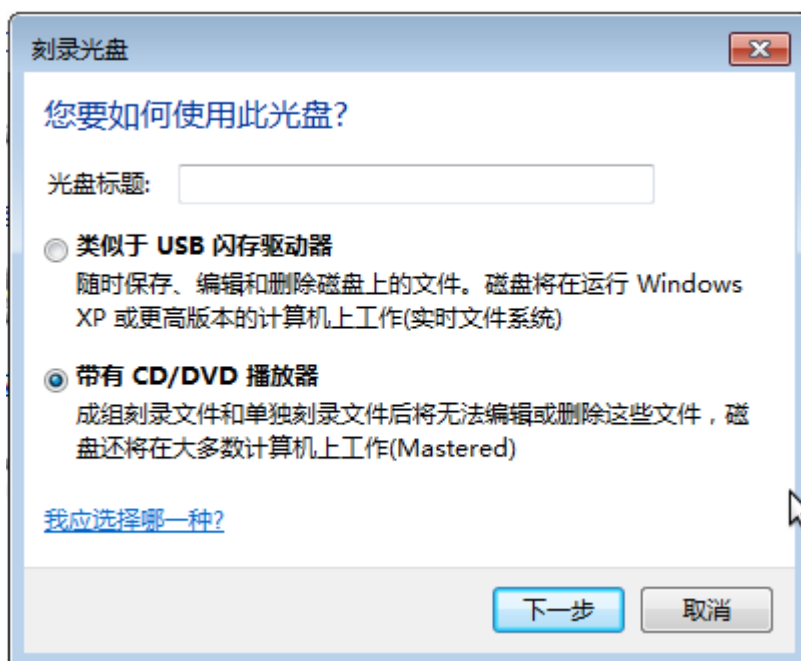 刻录光盘
您要如何使用此光盘?
光盘标题:
类似于 USB 闪存驱动器
随时保存、编辑和删除磁盘上的文件。磁盘将在运行 Windows
XP 或更高版本的计算机上工作(实时文件系统)
带有 CD/DVD 播放器
成组刻录文件和单独刻录文件后将无法编辑或删除这些文件，磁
盘还将在大多数计算机上工作(Mastered)
我应选择哪一种?
下一步
取消